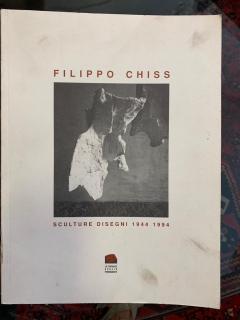 FILIPPO CHISS
SCULTURE DISEGNI 1944 1994